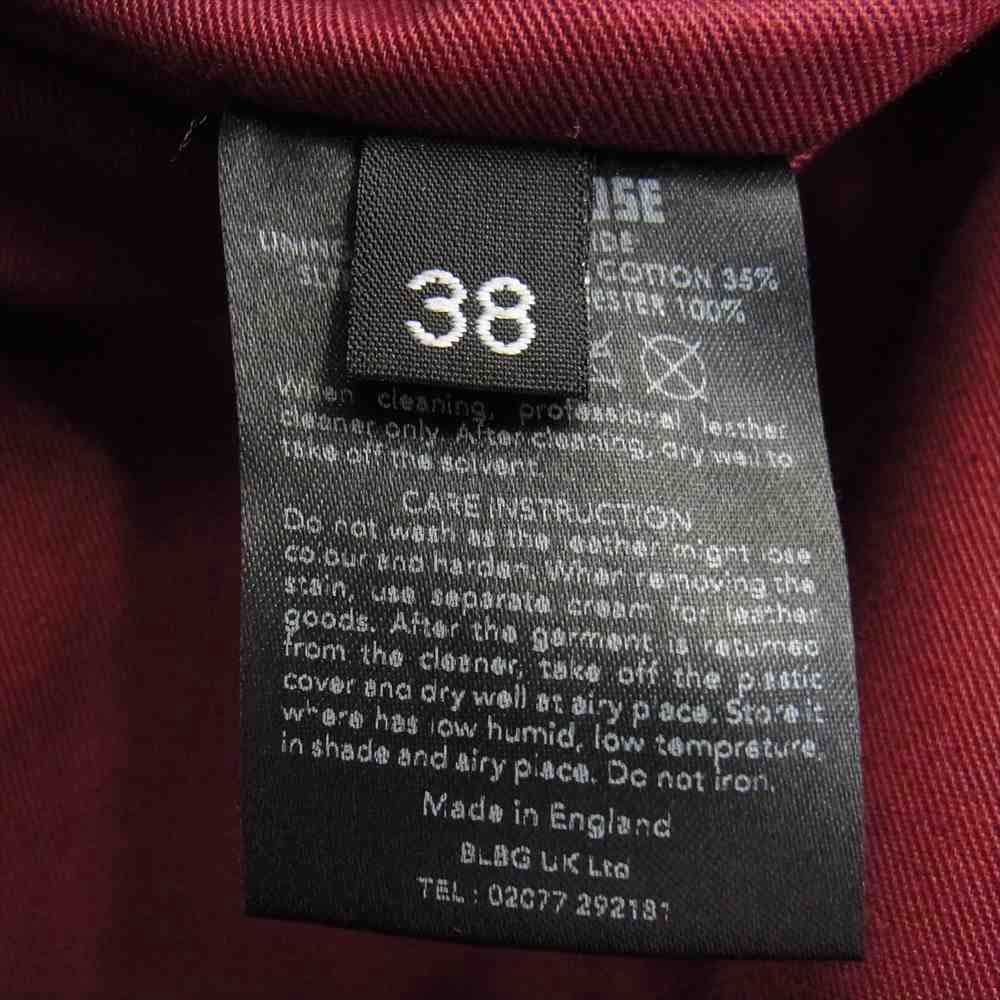 38
COTTON 35%
100%
When cleaning, professional leather
cleaner only. After cleaning, dry well to
take off the solvent.
CARE INSTRUCTION
Do not wash as the leather might lose
colour and harden. When removing the
stain, use separate cream for leather
goods. After the garment is returned
from the cleaner, take off the plastic
cover and dry well at airy place. Store it
where has low humid, low tempreture,
in shade and airy place. Do not iron.
Made in England
BLBG UK Ltd
TEL : 02077 292181